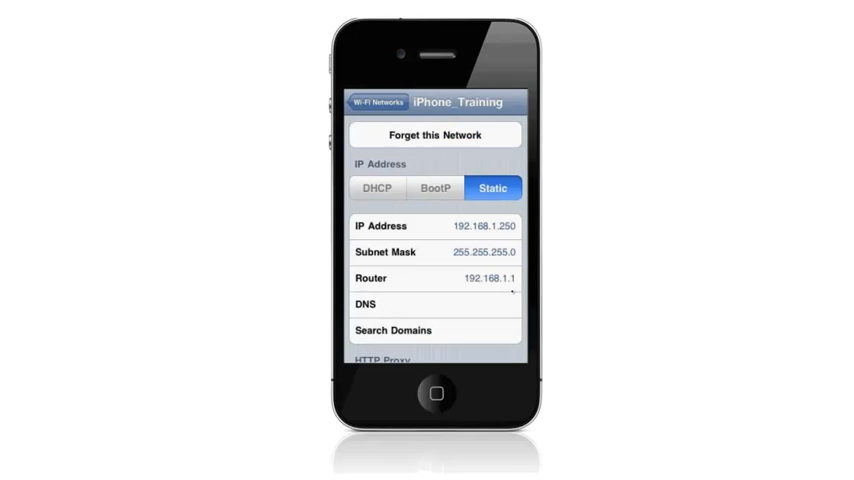 Wi-Fi Networks iPhone_Training
Forget this Network
IP Address
DHCP BootP Static
IP Address 192.168.1.250
Subnet Mask 255.255.255.0
Router 192.168.1.1
DNS
Search Domains
HTTP Proxy